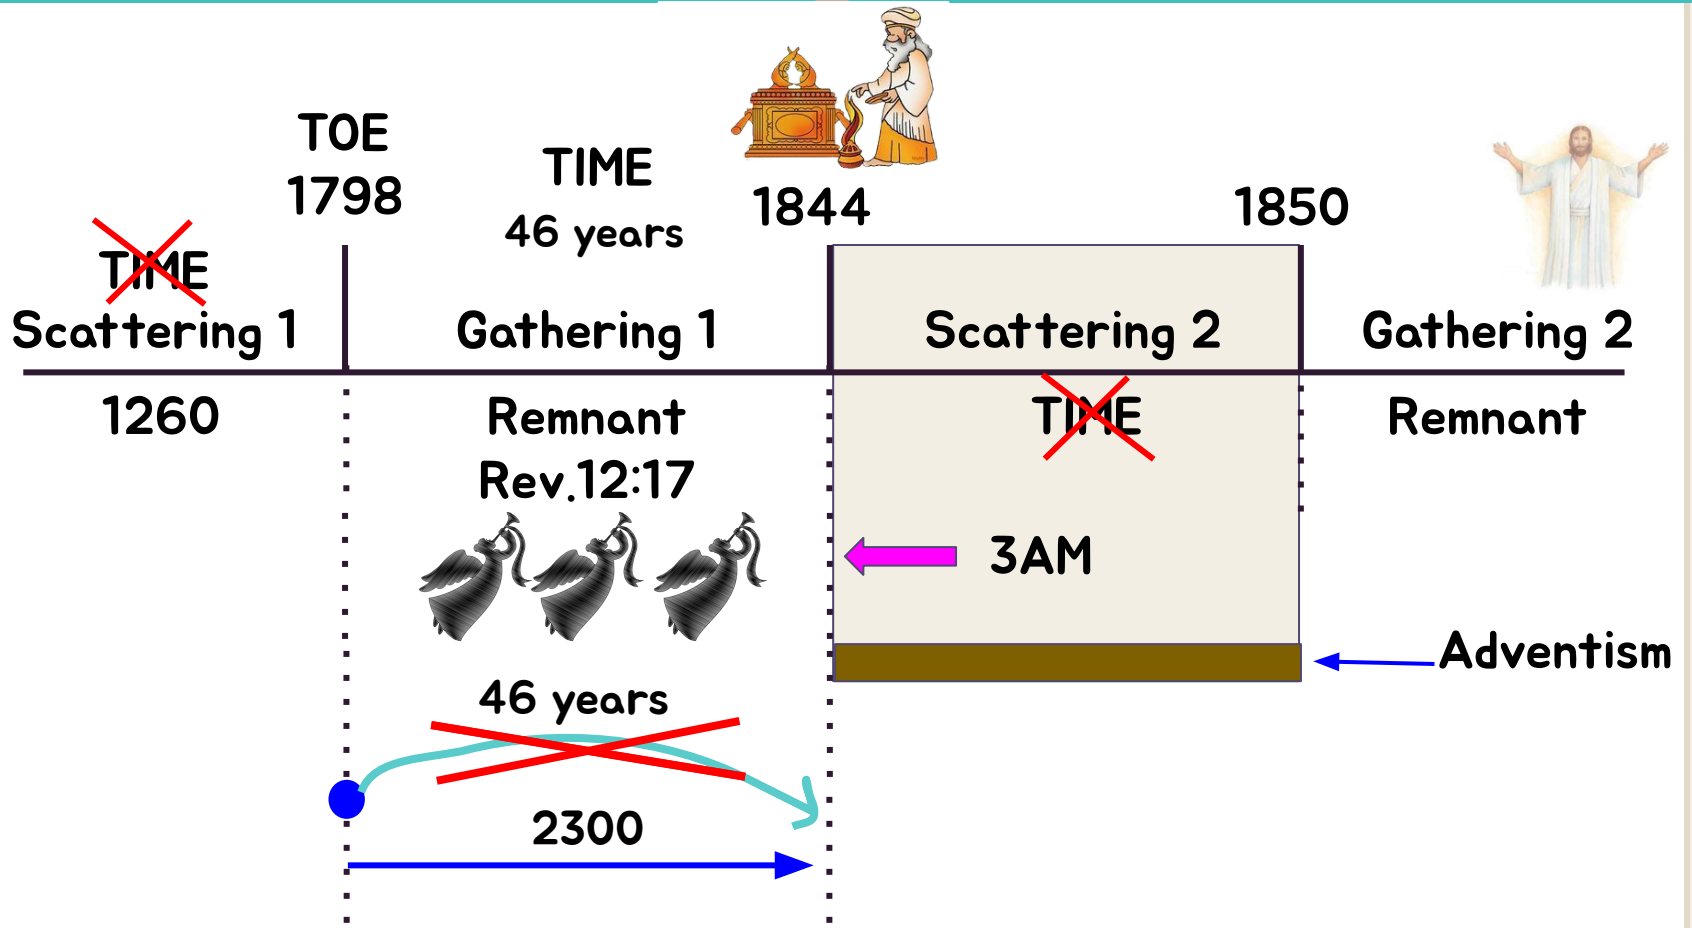 TOE
1798
TIME
46 years
1844
1850
TIME
Scattering 1
Gathering 1
Scattering 2
Gathering 2
1260
Remnant
Rev.12:17
TIME
Remnant
3AM
Adventism
46 years
2300